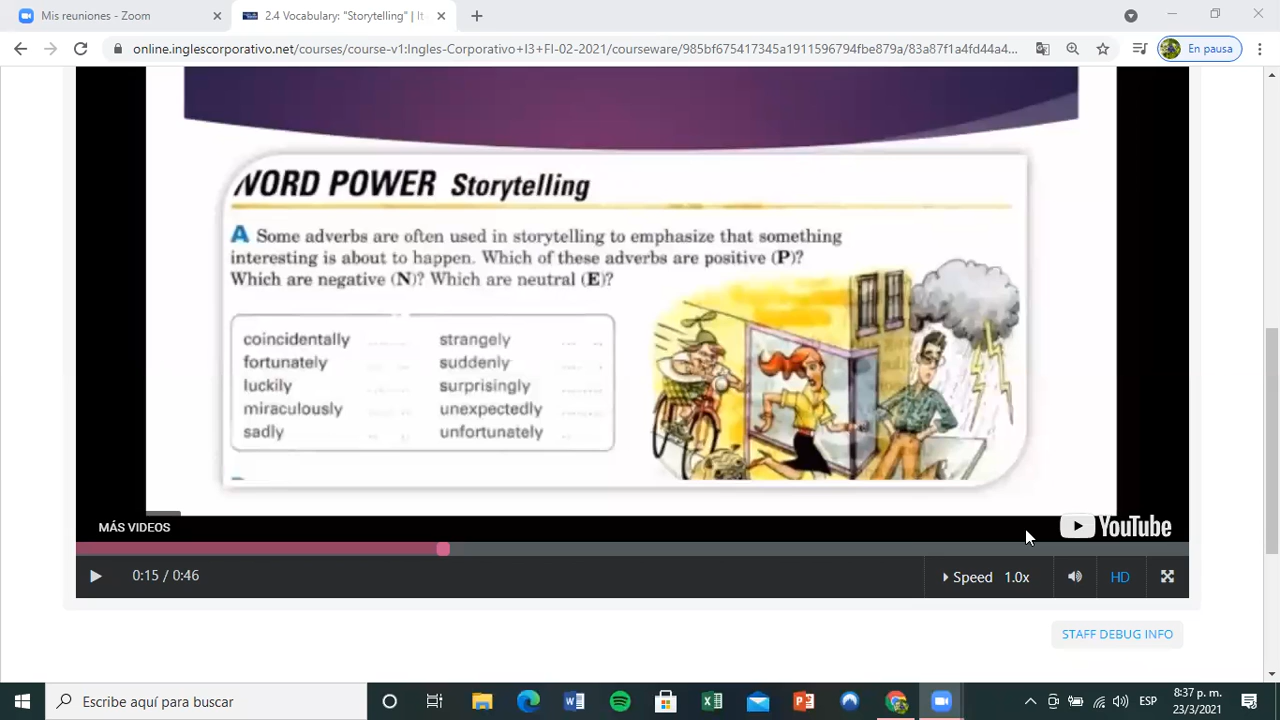 Mis reuniones - Zoom
2.4 Vocabulary: "Storytelling" | It
online.inglescorporativo.net/courses/course-v1:Ingles-Corporativo+I3+FI-02-2021/courseware/985bf675417345a1911596794fbe879a/83a87f1a4fd44a4...
En pausa
WORD POWER Storytelling
A Some adverbs are often used in storytelling to emphasize that something
interesting is about to happen. Which of these adverbs are positive (P)?
Which are negative (N)? Which are neutral (E)?
coincidentally strangely
fortunately suddenly
luckily surprisingly
miraculously unexpectedly
sadly unfortunately
MÁS VIDEOS
YouTube
0:15 / 0:46
Speed 1.0x
HD
STAFF DEBUG INFO
Escribe aquí para buscar
ESP
8:37 p. m.
23/3/2021